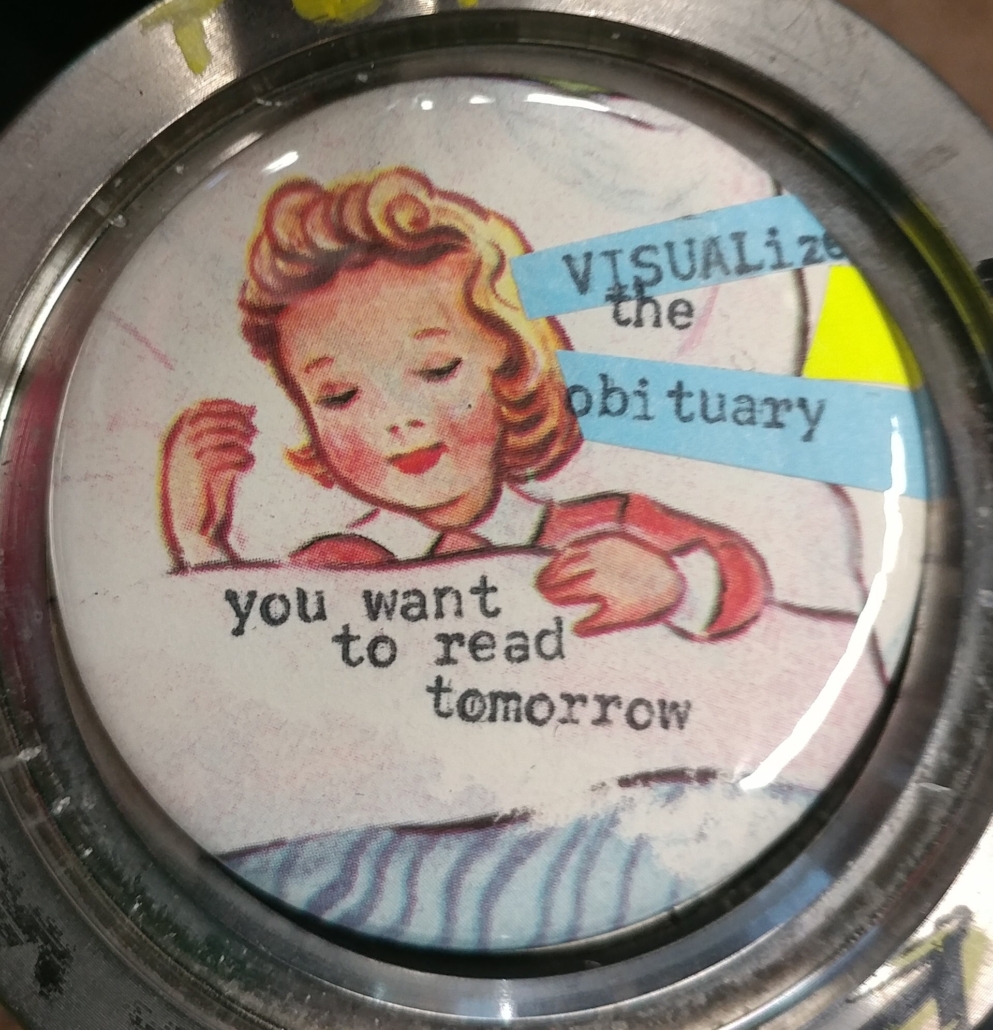 VISUALize
the
obituary
you want
to read
tomorrow